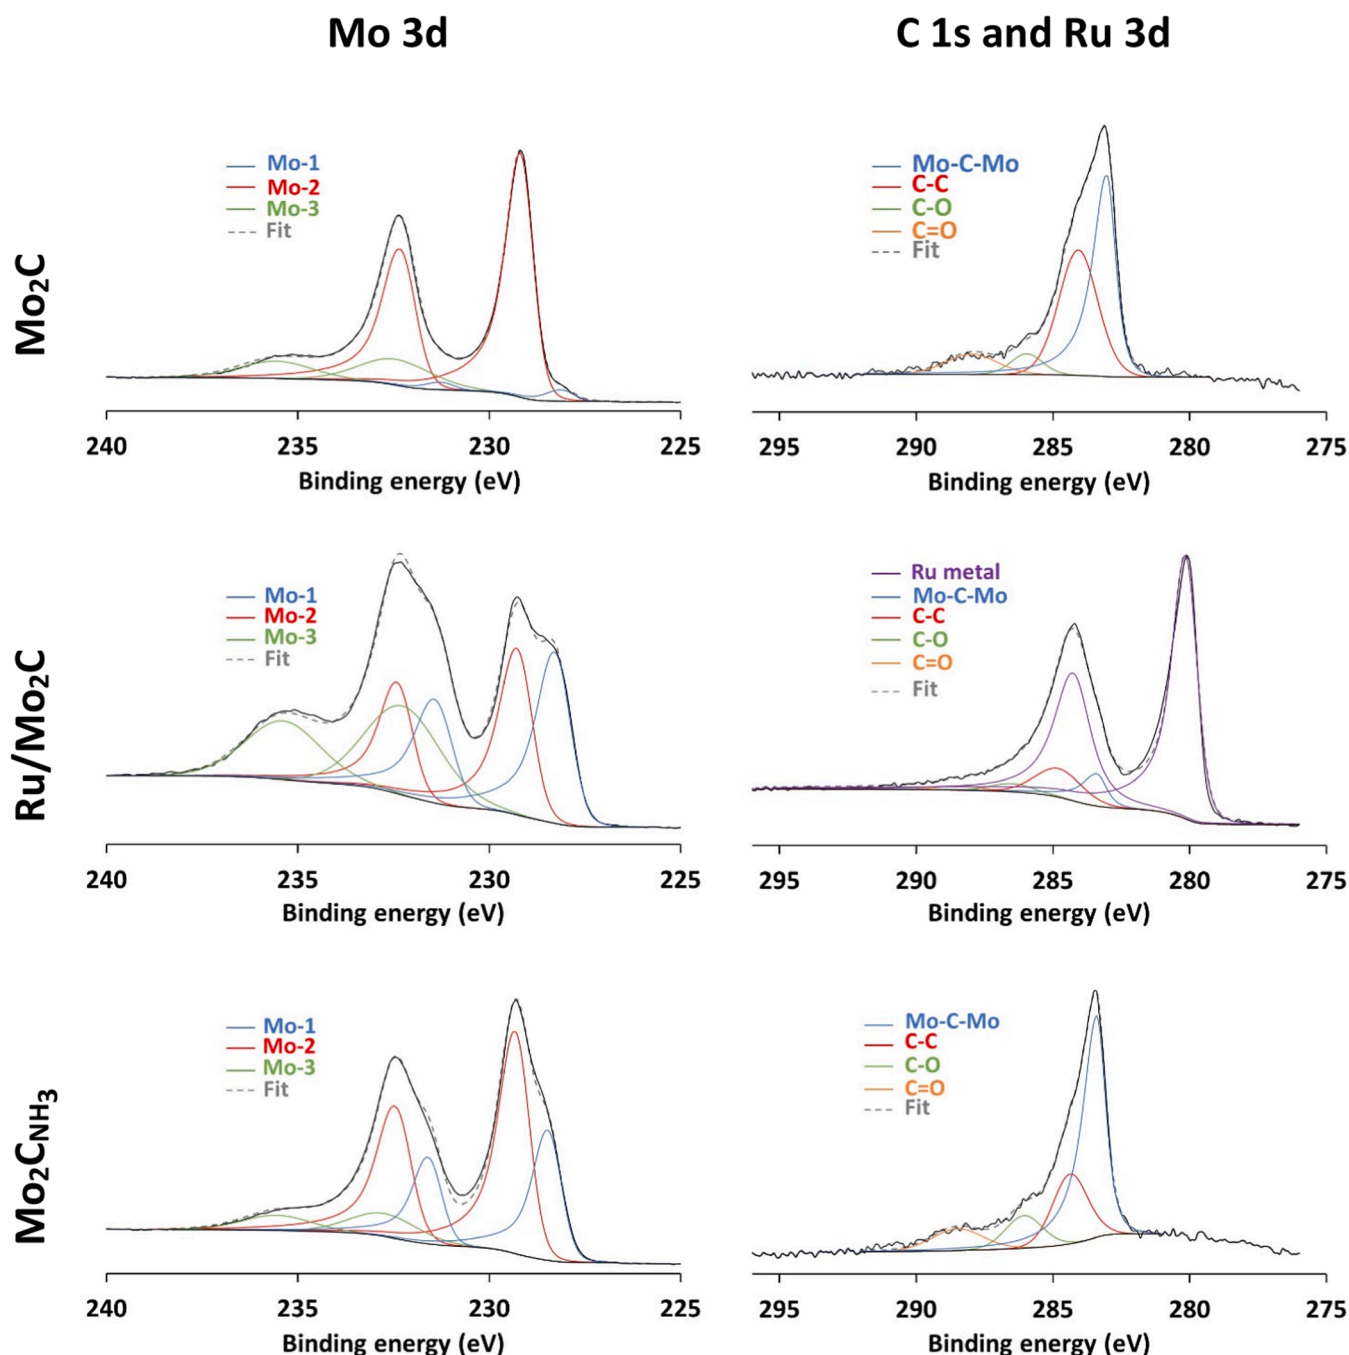 Mo 3d
C 1s and Ru 3d
Mo₂C
Mo-1
Mo-2
Mo-3
Fit
240 235 230 225
Binding energy (eV)
Mo-C-Mo
C-C
C-O
C=O
Fit
295 290 285 280 275
Binding energy (eV)
Ru/Mo₂C
Mo-1
Mo-2
Mo-3
Fit
240 235 230 225
Binding energy (eV)
Ru metal
Mo-C-Mo
C-C
C-O
C=O
Fit
295 290 285 280 275
Binding energy (eV)
Mo₂CNH₃
Mo-1
Mo-2
Mo-3
Fit
240 235 230 225
Binding energy (eV)
Mo-C-Mo
C-C
C-O
C=O
Fit
295 290 285 280 275
Binding energy (eV)